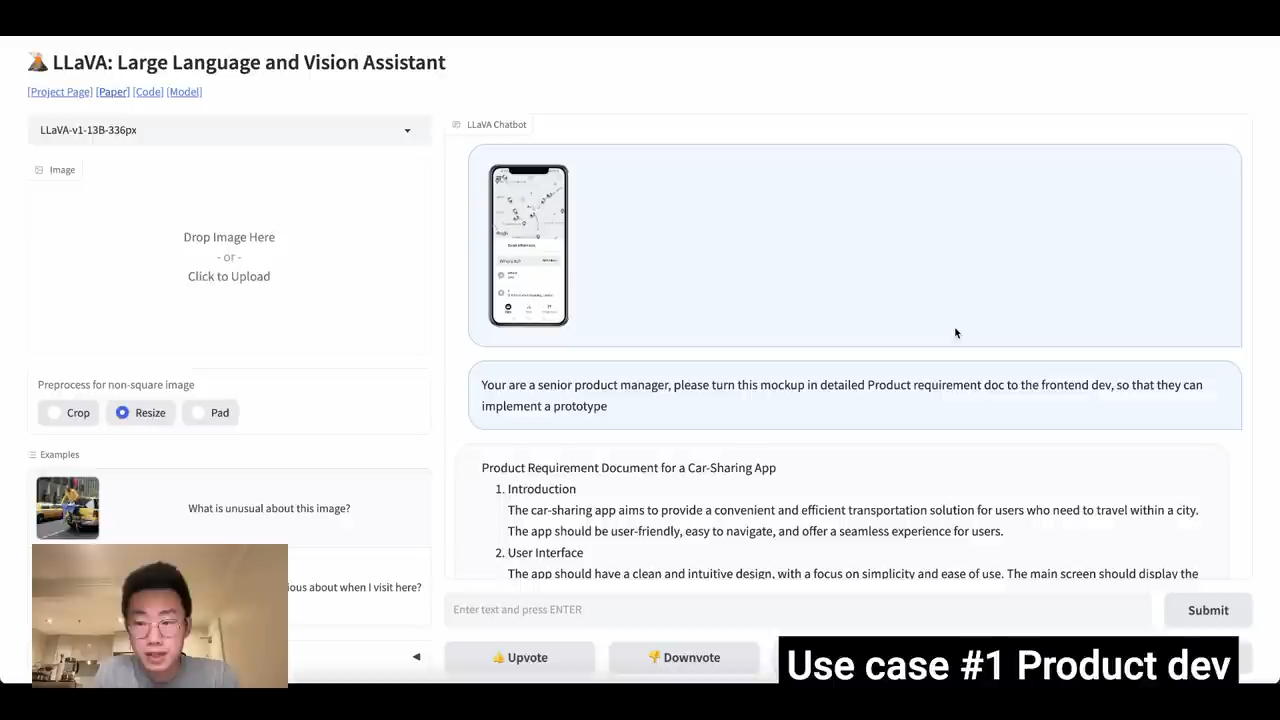 LLaVA: Large Language and Vision Assistant
[Project Page] [Paper] [Code] [Model]
LLaVA-v1-13B-336px
Image
Drop Image Here
- or -
Click to Upload
Preprocess for non-square image
Crop
Resize
Pad
Examples
What is unusual about this image?
ious about when I visit here?
LLaVA Chatbot
Your are a senior product manager, please turn this mockup in detailed Product requirement doc to the frontend dev, so that they can
implement a prototype
Product Requirement Document for a Car-Sharing App
1. Introduction
The car-sharing app aims to provide a convenient and efficient transportation solution for users who need to travel within a city.
The app should be user-friendly, easy to navigate, and offer a seamless experience for users.
2. User Interface
The app should have a clean and intuitive design, with a focus on simplicity and ease of use. The main screen should display the
Enter text and press ENTER
Submit
Upvote
Downvote
Use case #1 Product dev